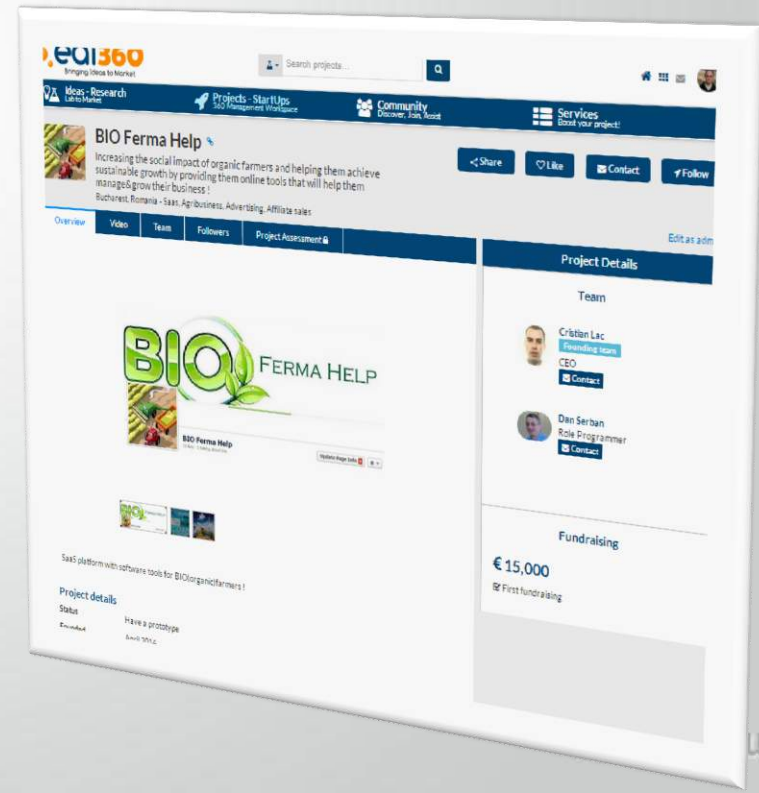 eal360
Bringing Ideas to Market
Search projects...
Ideas - Research
Lab to Market
Projects - StartUps
360 Management Workspace
Community
Discover, Join, Assist
Services
Boost your project!
BIO Ferma Help
Increasing the social impact of organic farmers and helping them achieve
sustainable growth by providing them online tools that will help them
manage&grow their business !
Bucharest, Romania - Saas, Agribusiness, Advertising, Affiliate sales
Share
Like
Contact
Follow
Edit as adm
Overview
Video
Team
Followers
Project Assessment
BIO FERMA HELP
BIO Ferma Help
SaaS platform with software tools for BIO(organic)farmers !
Project details
Status
Have a prototype
Founded
April 2014
Project Details
Team
Cristian Lac
Founding team
CEO
Contact
Dan Serban
Role Programmer
Contact
Fundraising
€ 15,000
First fundraising